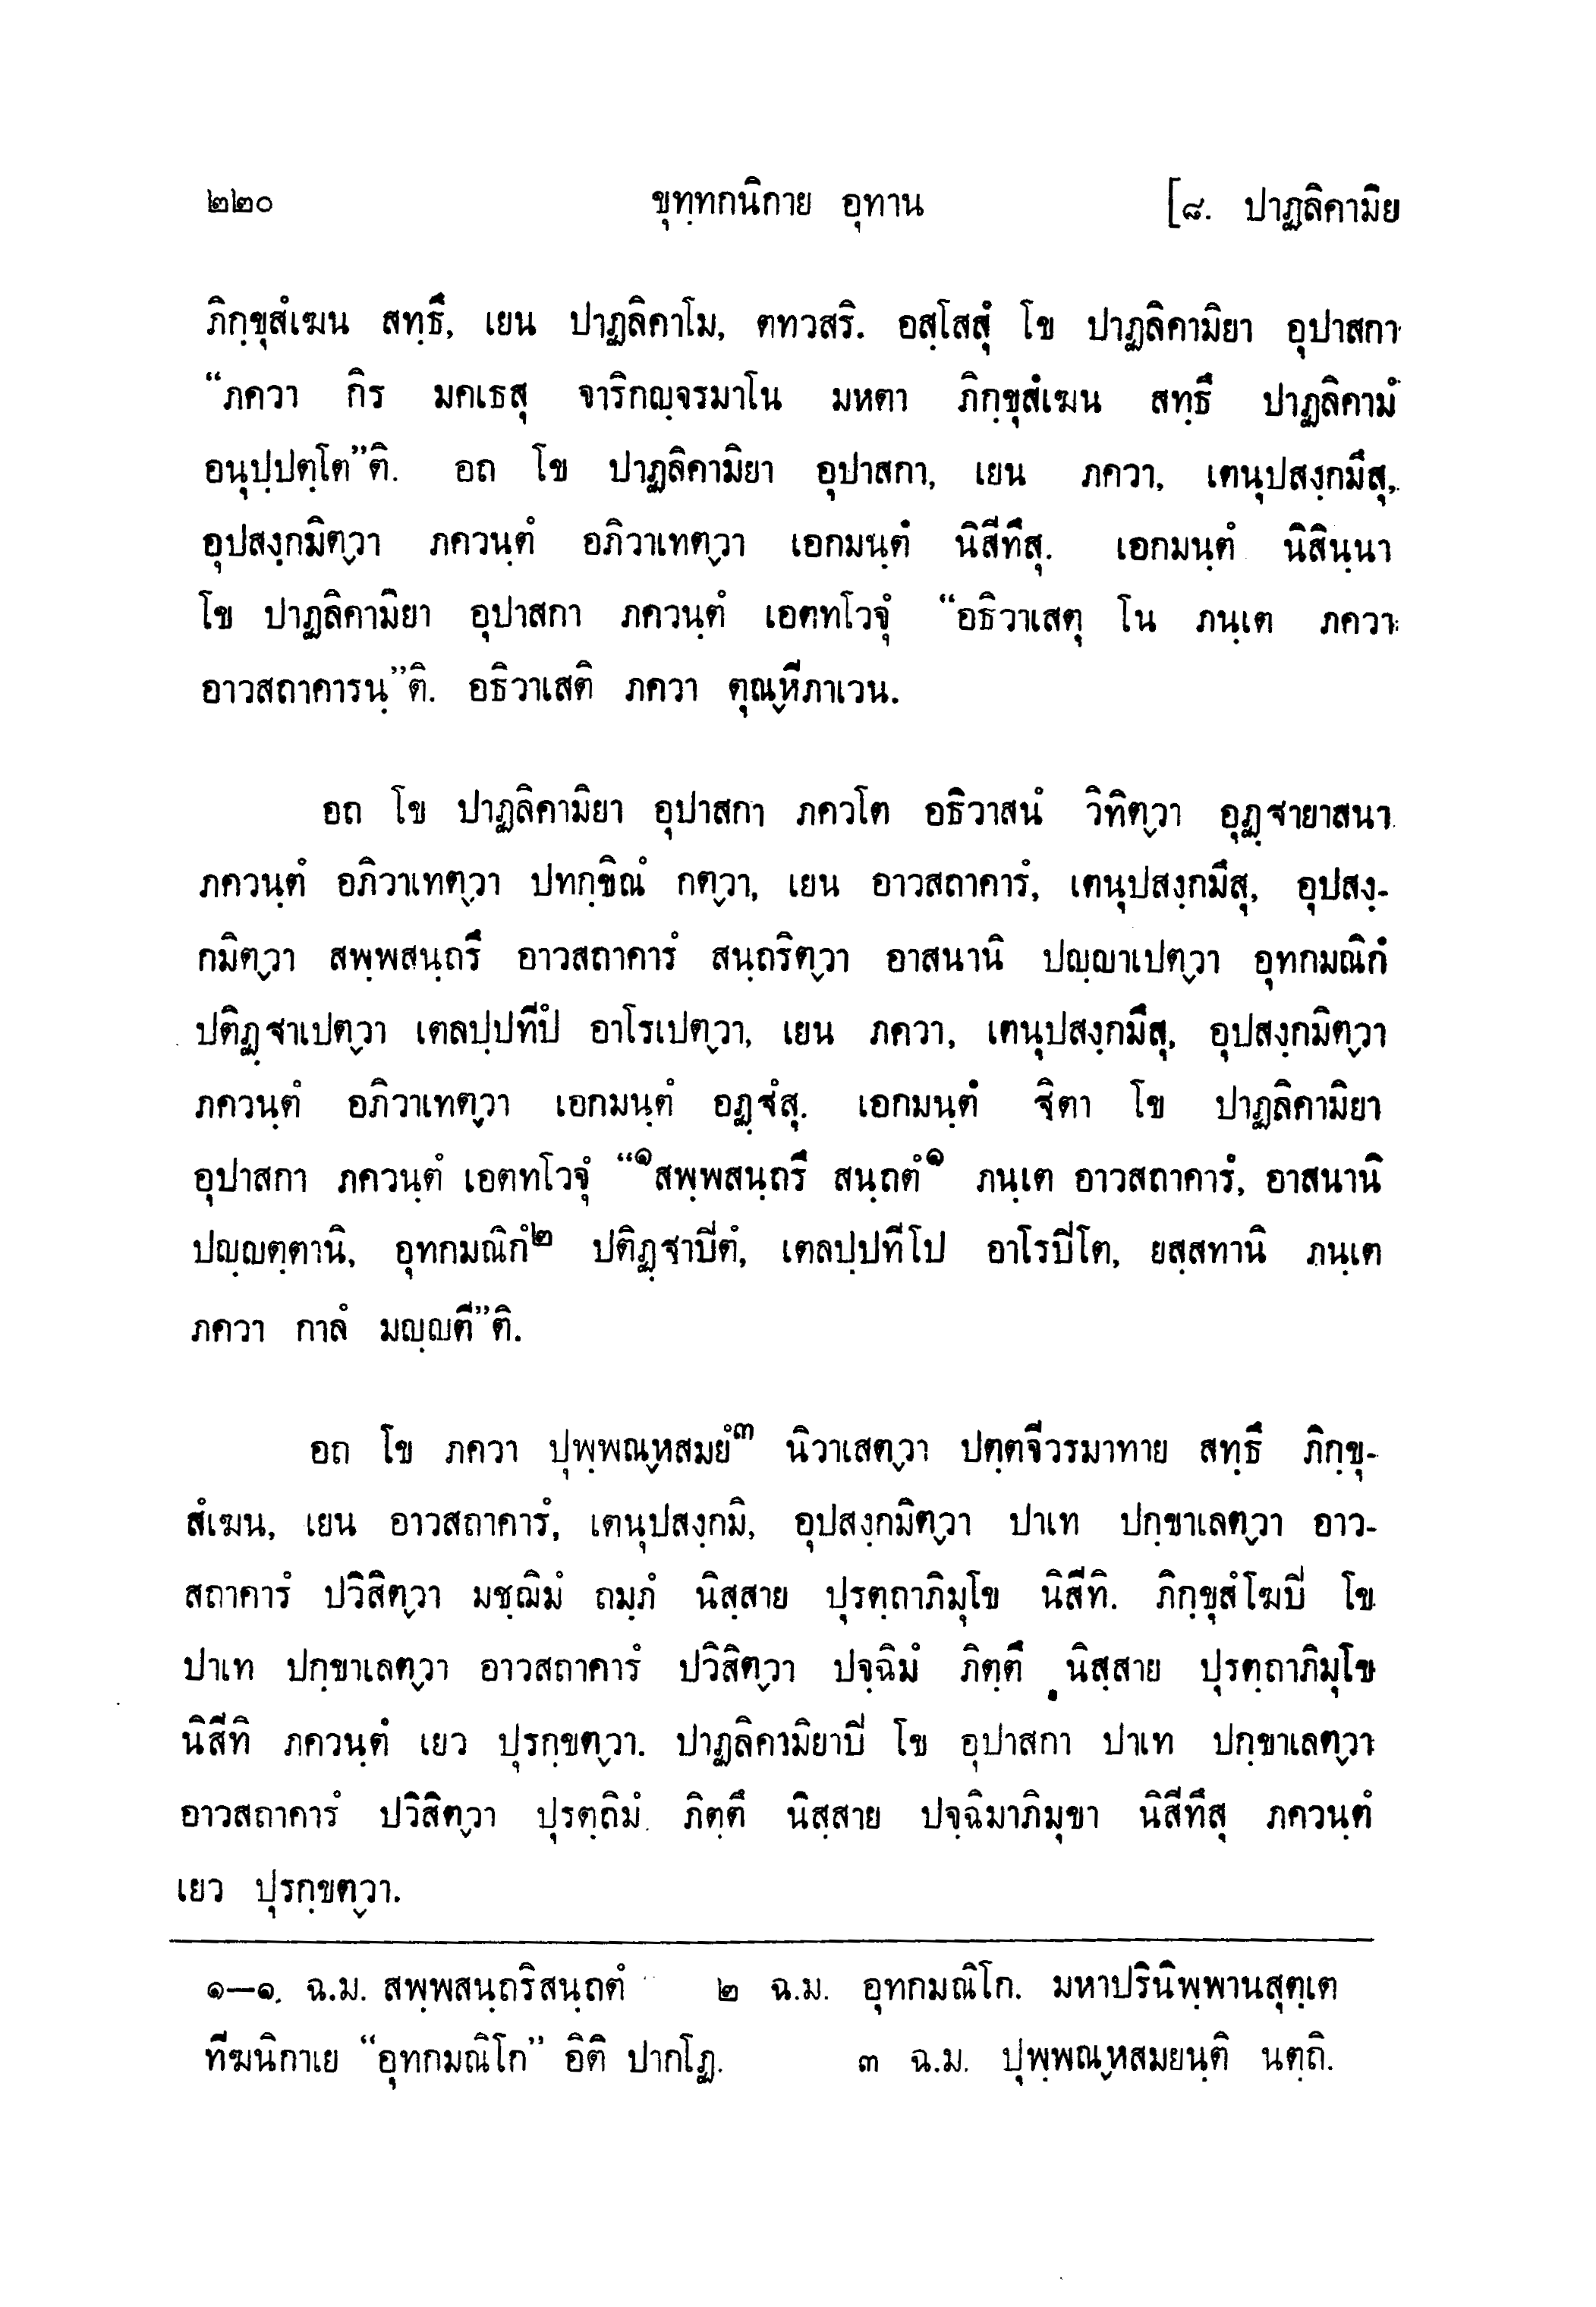 ๒๒๐ ขุทฺทกนิกาย อุทาน [๘. ปาฏลิคามิย
ภิกฺขุสํเฆน สทฺธึ, เยน ปาฏลิคาโม, ตทวสริ. อสฺโสสุํ โข ปาฏลิคามิยา อุปาสกา
“ภควา กิร มคเธสุ จาริกญฺจรมาโน มหตา ภิกฺขุสํเฆน สทฺธึ ปาฏลิคามํ
อนุปฺปตฺโต”ติ. อถ โข ปาฏลิคามิยา อุปาสกา, เยน ภควา, เตนุปสงฺกมึสุ,
อุปสงฺกมิตฺวา ภควนฺตํ อภิวาเทตฺวา เอกมนฺตํ นิสีทึสุ. เอกมนฺตํ นิสินฺนา
โข ปาฏลิคามิยา อุปาสกา ภควนฺตํ เอตทโวจุํ “อธิวาเสตุ โน ภนฺเต ภควา
อาวสถาคารนฺ”ติ. อธิวาเสติ ภควา ตุณฺหีภาเวน.
อถ โข ปาฏลิคามิยา อุปาสกา ภควโต อธิวาสนํ วิทิตฺวา อุฏฺฐายาสนา
ภควนฺตํ อภิวาเทตฺวา ปทกฺขิณํ กตฺวา, เยน อาวสถาคารํ, เตนุปสงฺกมึสุ, อุปสงฺ-
กมิตฺวา สพฺพสนฺถรึ อาวสถาคารํ สนฺถริตฺวา อาสนานิ ปญฺญาเปตฺวา อุทกมณิกํ
ปติฏฺฐาเปตฺวา เตลปฺปทีปํ อาโรเปตฺวา, เยน ภควา, เตนุปสงฺกมึสุ, อุปสงฺกมิตฺวา
ภควนฺตํ อภิวาเทตฺวา เอกมนฺตํ อฏฺฐํสุ. เอกมนฺตํ ฐิตา โข ปาฏลิคามิยา
อุปาสกา ภควนฺตํ เอตทโวจุํ “๑สพฺพสนฺถรึ สนฺถตํ๑ ภนฺเต อาวสถาคารํ, อาสนานิ
ปญฺญตฺตานิ, อุทกมณิกํ๒ ปติฏฺฐาปีตํ, เตลปฺปทีโป อาโรปีโต, ยสฺสทานิ ภนฺเต
ภควา กาลํ มญฺญตี”ติ.
อถ โข ภควา ปุพฺพณฺหสมยํ๓ นิวาเสตฺวา ปตฺตจีวรมาทาย สทฺธึ ภิกฺขุ-
สํเฆน, เยน อาวสถาคารํ, เตนุปสงฺกมิ, อุปสงฺกมิตฺวา ปาเท ปกฺขาเลตฺวา อาว-
สถาคารํ ปวิสิตฺวา มชฺฌิมํ ถมฺภํ นิสฺสาย ปุรตฺถาภิมุโข นิสีทิ. ภิกฺขุสํโฆปี โข
ปาเท ปกฺขาเลตฺวา อาวสถาคารํ ปวิสิตฺวา ปจฺฉิมํ ภิตฺตึ นิสฺสาย ปุรตฺถาภิมุโข
นิสีทิ ภควนฺตํ เยว ปุรกฺขตฺวา. ปาฏลิคามิยาปี โข อุปาสกา ปาเท ปกฺขาเลตฺวา
อาวสถาคารํ ปวิสิตฺวา ปุรตฺถิมํ ภิตฺตึ นิสฺสาย ปจฺฉิมาภิมุขา นิสีทึสุ ภควนฺตํ
เยว ปุรกฺขตฺวา.
๑—๑. ฉ.ม. สพฺพสนฺถริสนฺถตํ ๒ ฉ.ม. อุทกมณิโก. มหาปรินิพฺพานสุตฺเต
ทีฆนิกาเย “อุทกมณิโก” อิติ ปากโฏ. ๓ ฉ.ม. ปุพฺพณฺหสมยนฺติ นตฺถิ.